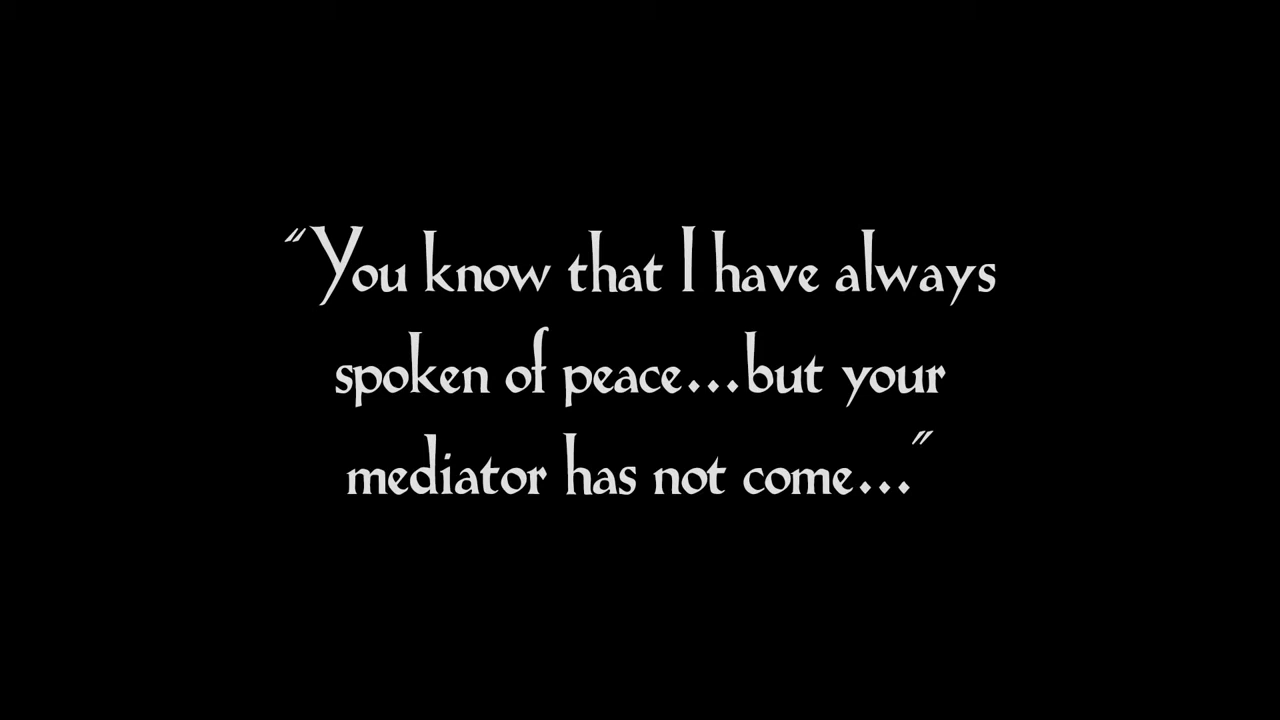 "You know that I have always
spoken of peace...but your
mediator has not come..."